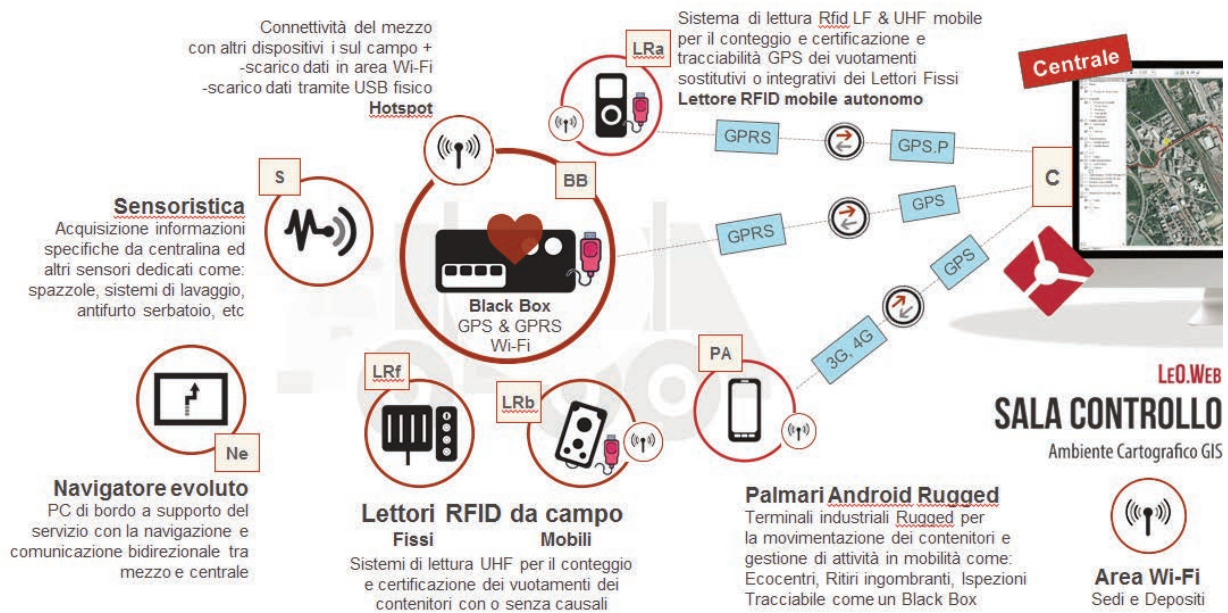 Connettività del mezzo
con altri dispositivi i sul campo +
-scarico dati in area Wi-Fi
-scarico dati tramite USB fisico
Hotspot
LRa
Sistema di lettura Rfid LF & UHF mobile
per il conteggio e certificazione e
tracciabilità GPS dei vuotamenti
sostitutivi o integrativi dei Lettori Fissi
Lettore RFID mobile autonomo
Centrale
GPRS
GPS.P
C
S
BB
Sensoristica
Acquisizione informazioni
specifiche da centralina ed
altri sensori dedicati come:
spazzole, sistemi di lavaggio,
antifurto serbatoio, etc
GPRS
GPS
Black Box
GPS & GPRS
Wi-Fi
GPS
3G, 4G
PA
LRf
LRb
Ne
LEO.WEB
SALA CONTROLLO
Ambiente Cartografico GIS
Navigatore evoluto
PC di bordo a supporto del
servizio con la navigazione e
comunicazione bidirezionale tra
mezzo e centrale
Lettori RFID da campo
Fissi Mobili
Sistemi di lettura UHF per il conteggio
e certificazione dei vuotamenti dei
contenitori con o senza causali
Palmari Android Rugged
Terminali industriali Rugged per
la movimentazione dei contenitori e
gestione di attività in mobilità come:
Ecocentri, Ritiri ingombranti, Ispezioni
Tracciabile come un Black Box
Area Wi-Fi
Sedi e Depositi